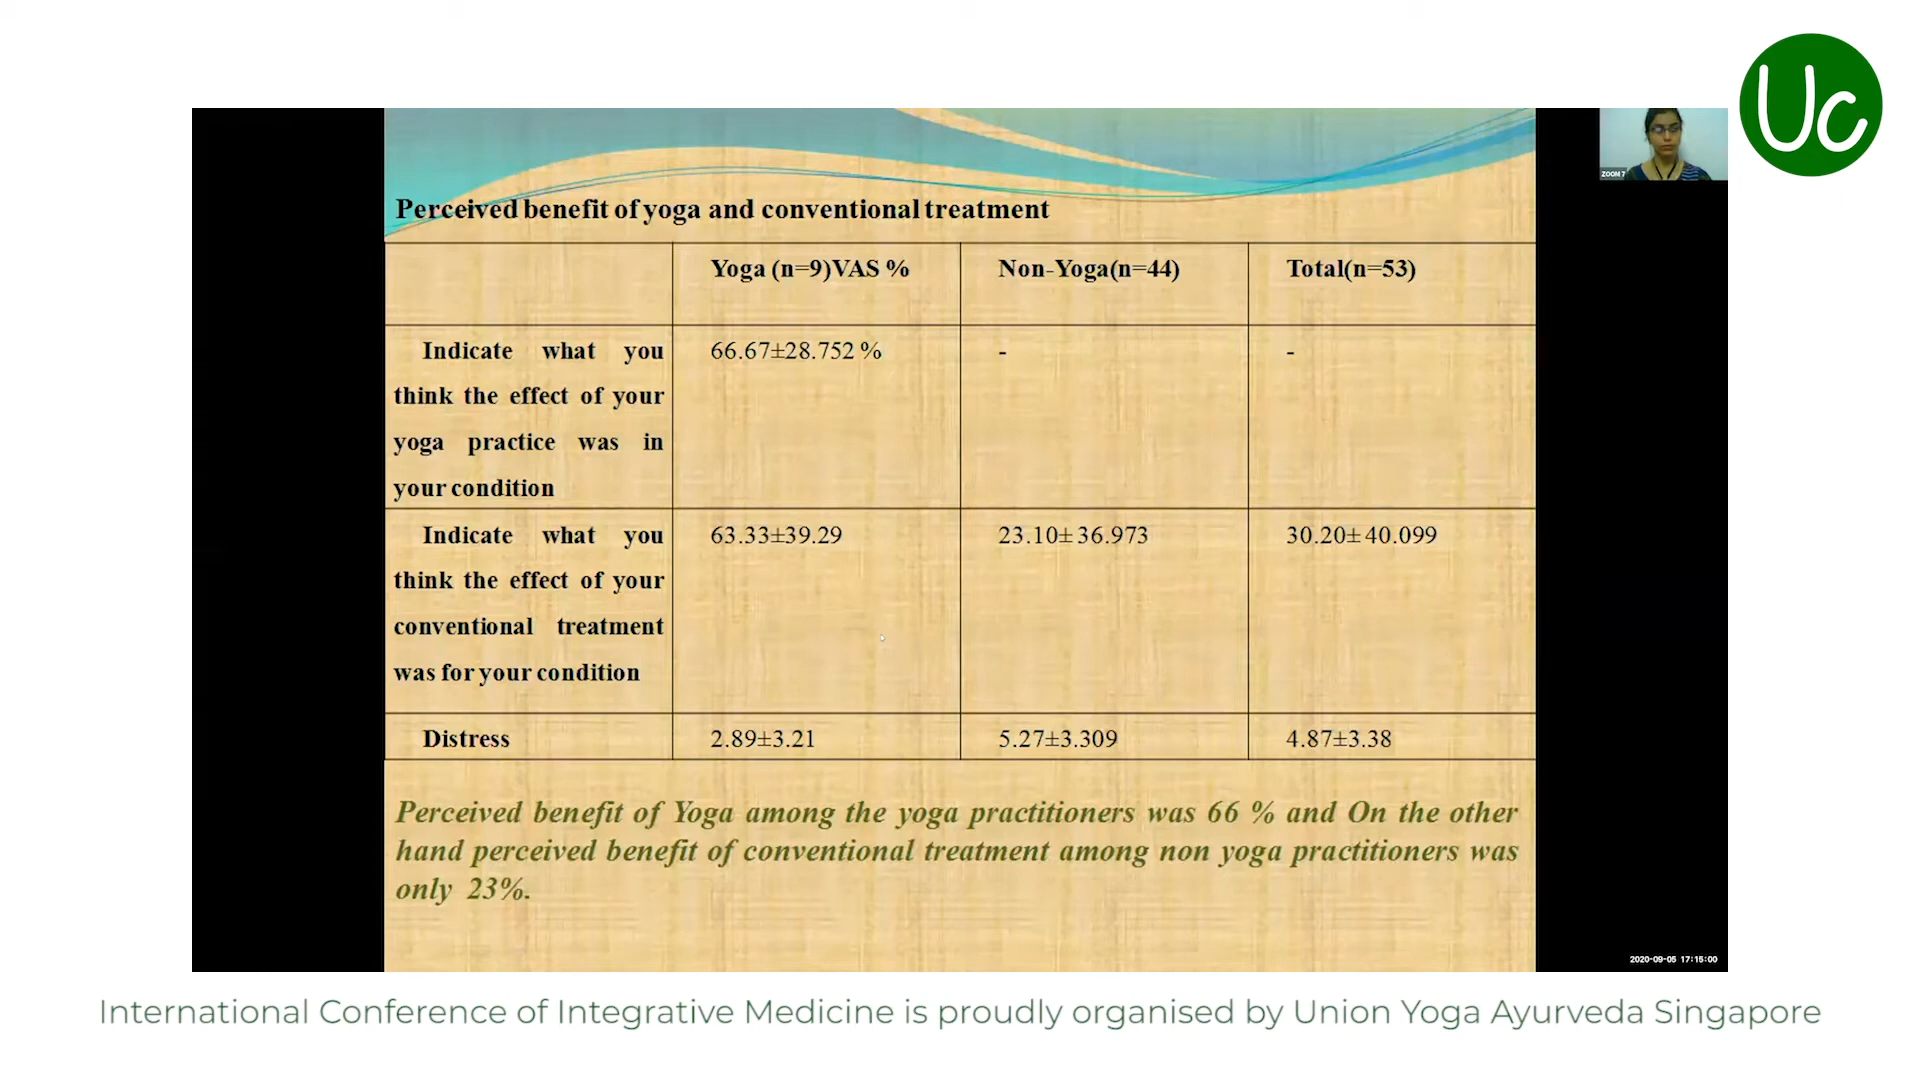 Uc
ZOOM 7
Perceived benefit of yoga and conventional treatment
Yoga (n=9)VAS %
Non-Yoga(n=44)
Total(n=53)
Indicate what you
think the effect of your
yoga practice was in
your condition
66.67±28.752 %
-
-
Indicate what you
think the effect of your
conventional treatment
was for your condition
63.33±39.29
23.10±36.973
30.20±40.099
Distress
2.89±3.21
5.27±3.309
4.87±3.38
Perceived benefit of Yoga among the yoga practitioners was 66 % and On the other
hand perceived benefit of conventional treatment among non yoga practitioners was
only 23%.
2020-09-05 17:15:00
International Conference of Integrative Medicine is proudly organised by Union Yoga Ayurveda Singapore